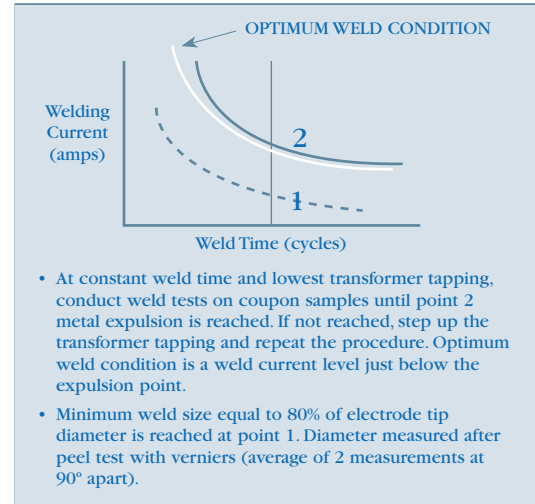 OPTIMUM WELD CONDITION
Welding
Current
(amps)
2
1
Weld Time (cycles)
• At constant weld time and lowest transformer tapping,
conduct weld tests on coupon samples until point 2
metal expulsion is reached. If not reached, step up the
transformer tapping and repeat the procedure. Optimum
weld condition is a weld current level just below the
expulsion point.
• Minimum weld size equal to 80% of electrode tip
diameter is reached at point 1. Diameter measured after
peel test with verniers (average of 2 measurements at
90º apart).